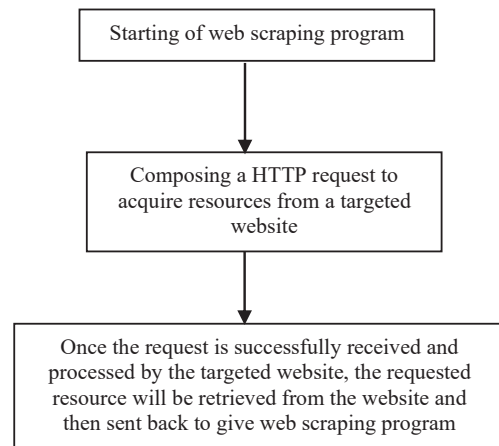 Starting of web scraping program
Composing a HTTP request to
acquire resources from a targeted
website
Once the request is successfully received and
processed by the targeted website, the requested
resource will be retrieved from the website and
then sent back to give web scraping program